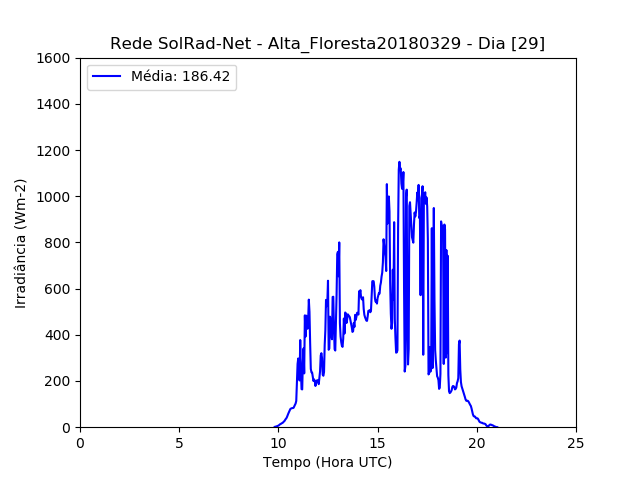 Rede SolRad-Net - Alta_Floresta20180329 - Dia [29]
Média: 186.42
Irradiância (Wm-2)
1600
1400
1200
1000
800
600
400
200
0
0 5 10 15 20 25
Tempo (Hora UTC)